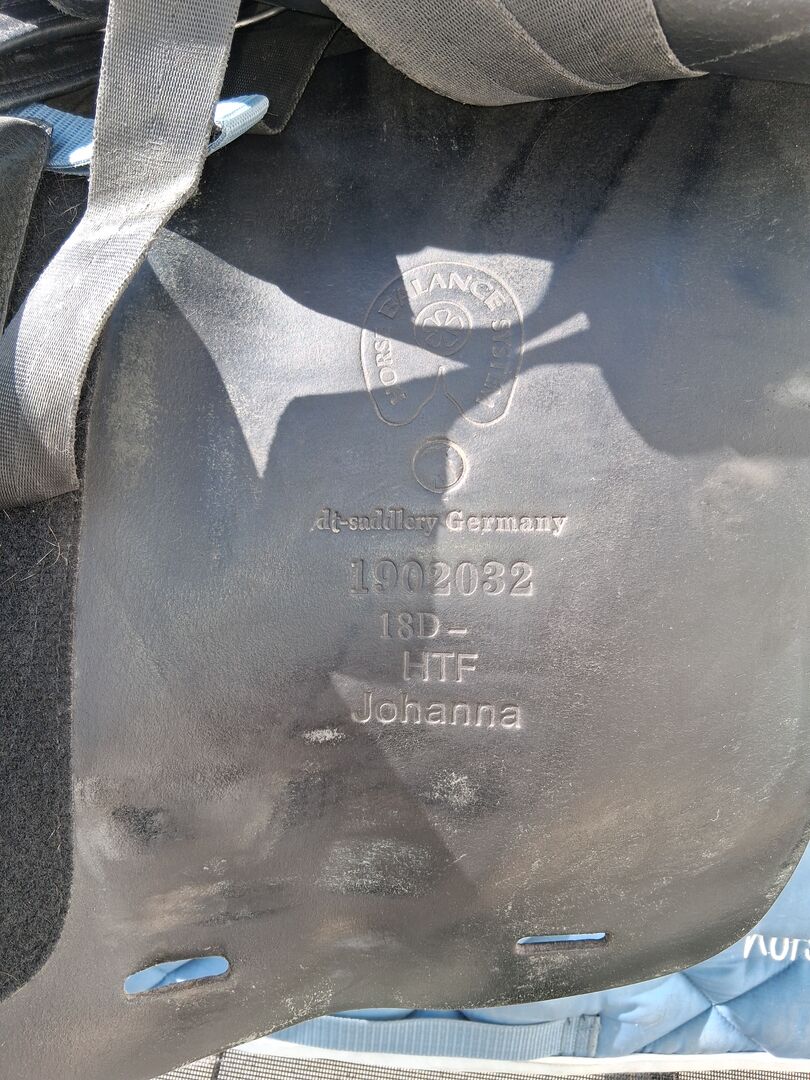 HORSE BALANCE SYSTEM
dt-saddlery Germany
1902032
18D-
HTF
Johanna